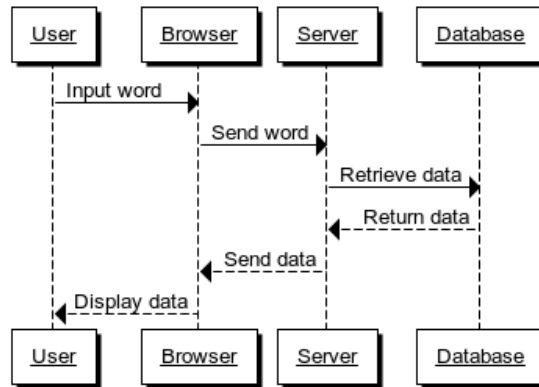 User Browser Server Database
Input word
Send word
Retrieve data
Return data
Send data
Display data
User Browser Server Database